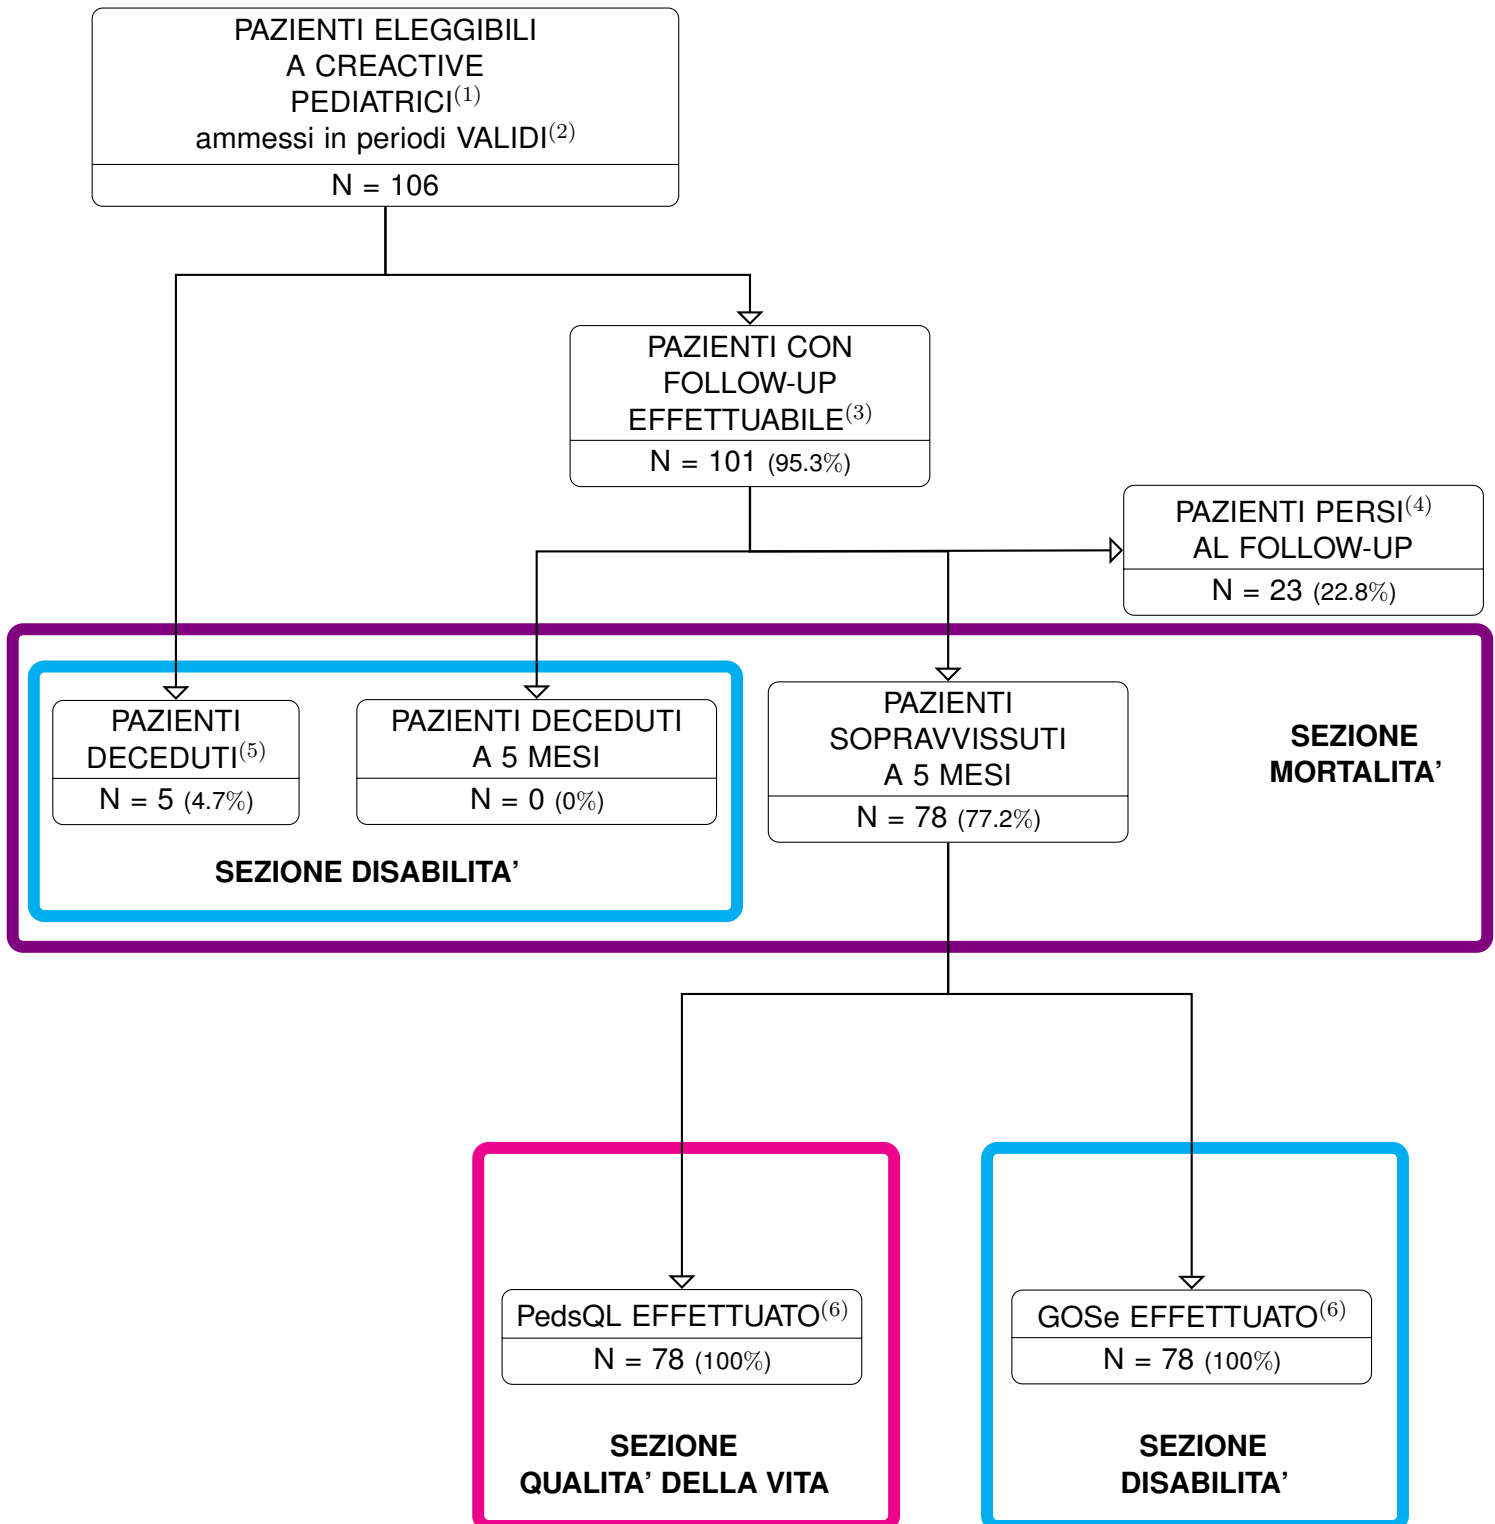 PAZIENTI ELEGGIBILI
A CREACTIVE
PEDIATRICI(1)
ammessi in periodi VALIDI(2)
N = 106
PAZIENTI CON
FOLLOW-UP
EFFETTUABILE(3)
N = 101 (95.3%)
PAZIENTI PERSI(4)
AL FOLLOW-UP
N = 23 (22.8%)
PAZIENTI
DECEDUTI(5)
N = 5 (4.7%)
PAZIENTI DECEDUTI
A 5 MESI
N = 0 (0%)
SEZIONE DISABILITA’
PAZIENTI
SOPRAVVISSUTI
A 5 MESI
N = 78 (77.2%)
SEZIONE
MORTALITA’
PedsQL EFFETTUATO(6)
N = 78 (100%)
SEZIONE
QUALITA’ DELLA VITA
GOSe EFFETTUATO(6)
N = 78 (100%)
SEZIONE
DISABILITA’